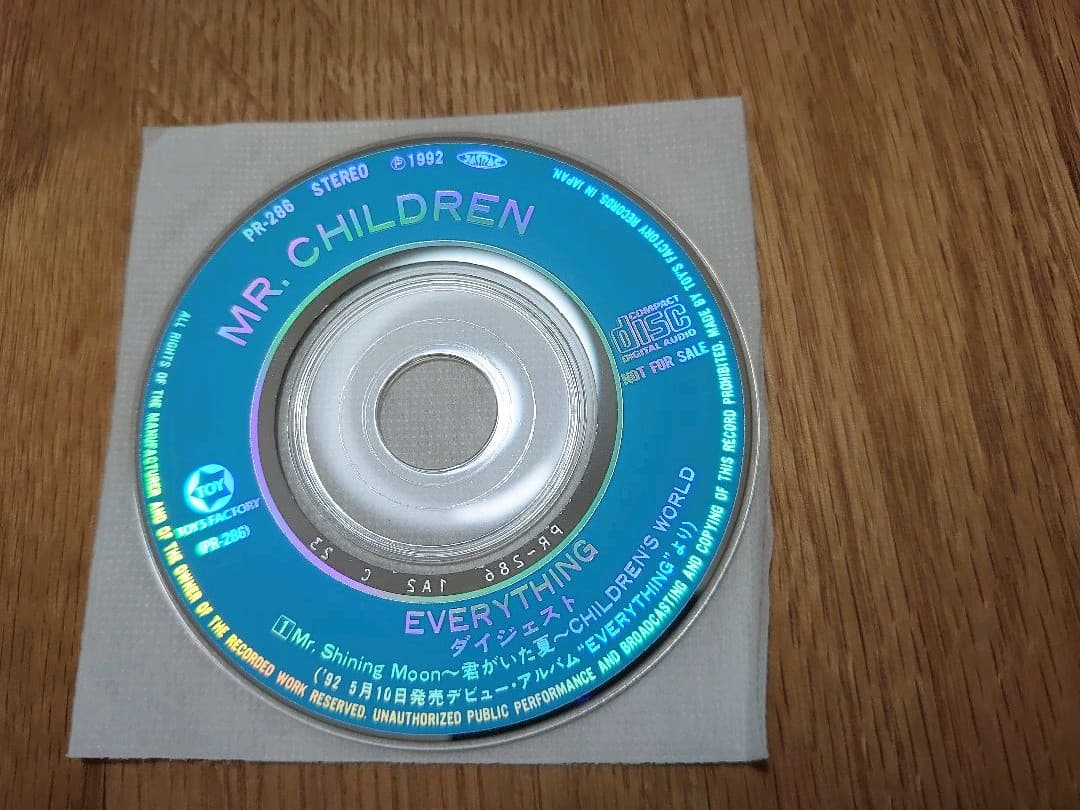 PR-286 STEREO Ⓟ1992 JASRAC
MR. CHILDREN
COMPACT
disc
DIGITAL AUDIO
NOT FOR SALE
TOY
TOY'S FACTORY
(PR-286)
PR-286 1A2 C 23
EVERYTHING
ダイジェスト
1 Mr. Shining Moon〜君がいた夏〜CHILDREN'S WORLD
('92 5月10日発売デビュー・アルバム"EVERYTHING"より)
ALL RIGHTS OF THE MANUFACTURER AND OF THE OWNER OF THE RECORDED WORK RESERVED. UNAUTHORIZED PUBLIC PERFORMANCE AND BROADCASTING AND COPYING OF THIS RECORD PROHIBITED. MADE BY TOY'S FACTORY RECORDS. IN JAPAN.